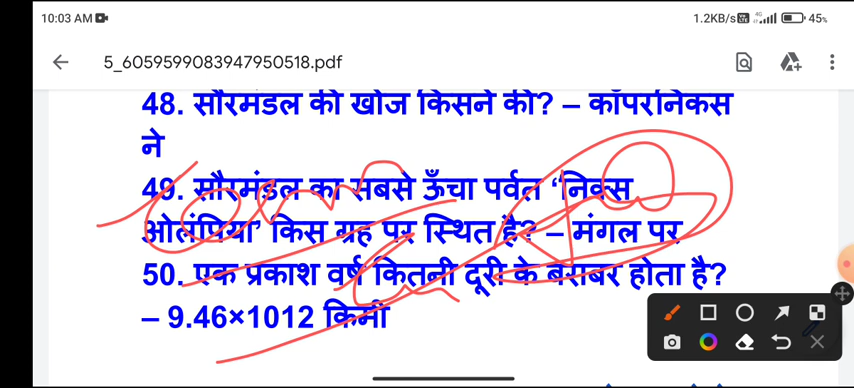 10:03 AM
1.2KB/s 4G 45%
5_6059599083947950518.pdf
48. सौरमंडल की खोज किसने की? – कॉपरनिकस
ने
49. सौरमंडल का सबसे ऊँचा पर्वत ‘निक्स
ओलंपिया’ किस ग्रह पर स्थित है? – मंगल पर
50. एक प्रकाश वर्ष कितनी दूरी के बराबर होता है?
– 9.46×1012 किमी